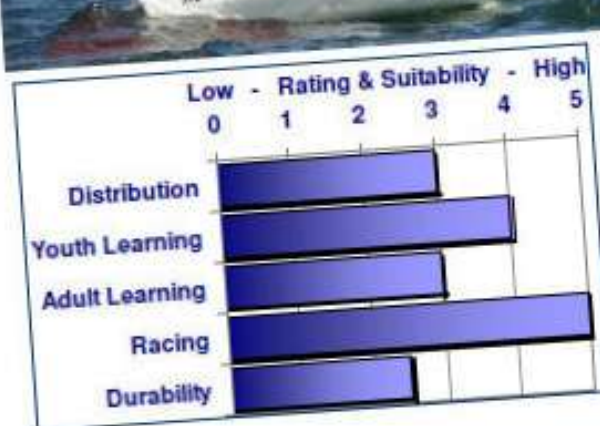 Low - Rating & Suitability - High
0 1 2 3 4 5
Distribution
Youth Learning
Adult Learning
Racing
Durability